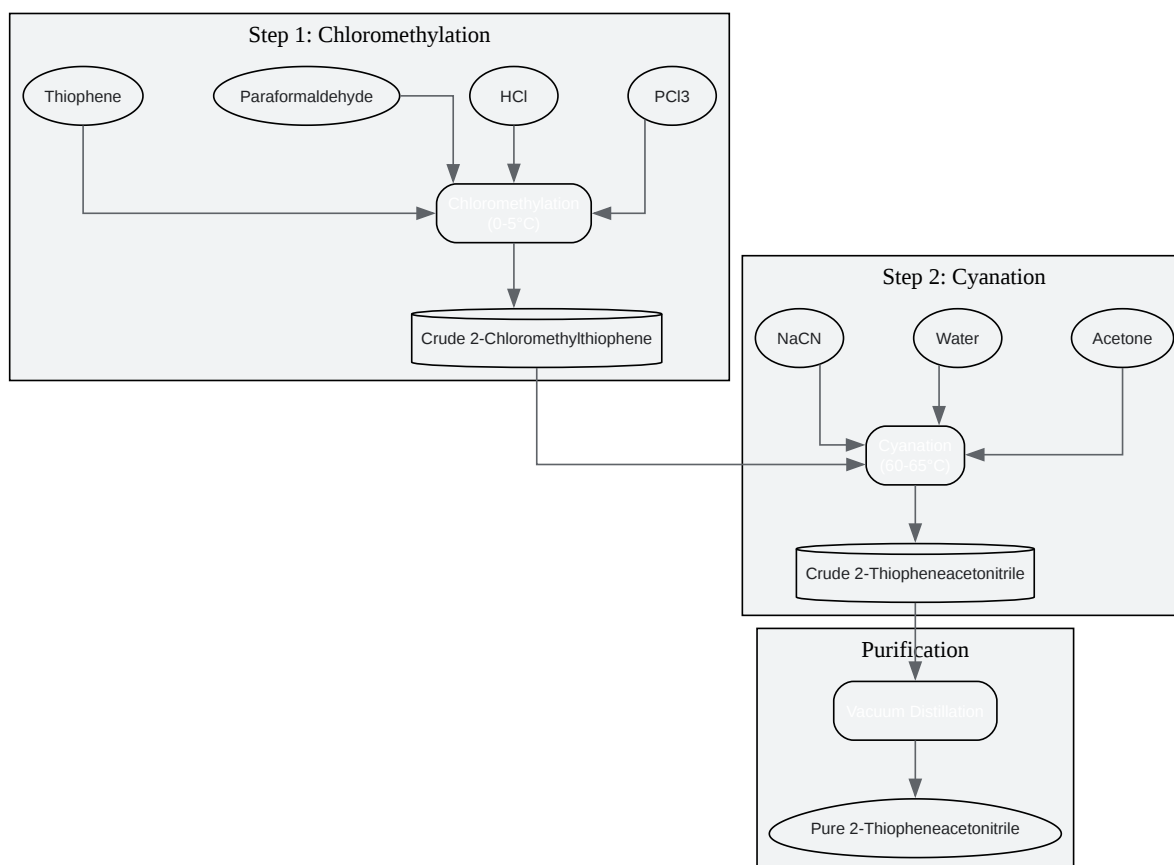 Step 1: Chloromethylation
Thiophene
Paraformaldehyde
HCl
PCl3
Chloromethylation
(0-5°C)
Crude 2-Chloromethylthiophene
Step 2: Cyanation
NaCN
Water
Acetone
Cyanation
(60-65°C)
Crude 2-Thiopheneacetonitrile
Purification
Vacuum Distillation
Pure 2-Thiopheneacetonitrile